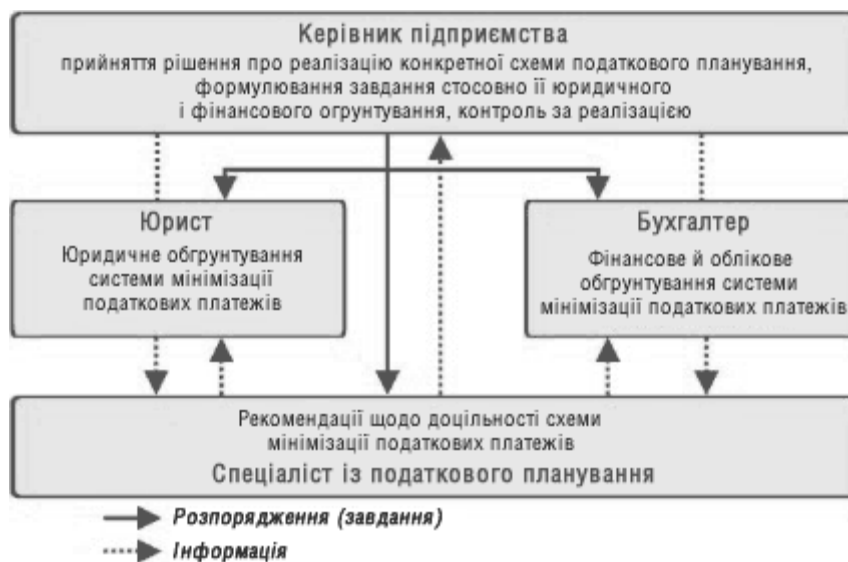 Керівник підприємства
прийняття рішення про реалізацію конкретної схеми податкового планування,
формулювання завдання стосовно її юридичного
і фінансового огрунтування, контроль за реалізацією
Юрист
Юридичне обгрунтування
системи мінімізації
податкових платежів
Бухгалтер
Фінансове й облікове
обгрунтування системи
мінімізації податкових платежів
Рекомендації щодо доцільності схеми
мінімізації податкових платежів
Спеціаліст із податкового планування
Розпорядження (завдання)
Інформація